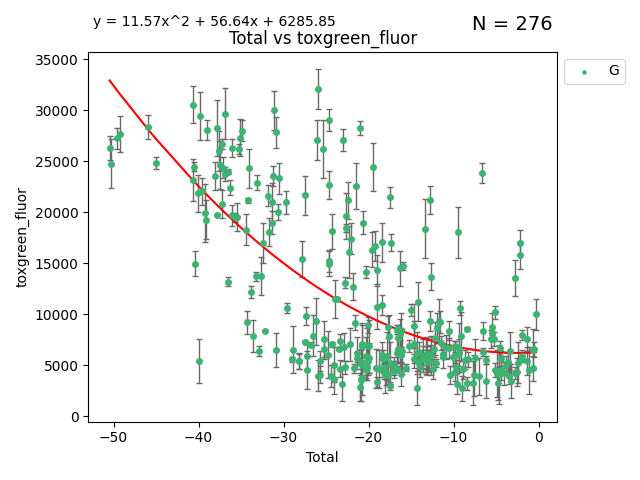 y = 11.57x^2 + 56.64x + 6285.85
N = 276
Total vs toxgreen_fluor
35000
30000
25000
20000
15000
10000
5000
0
toxgreen_fluor
−50
−40
−30
−20
−10
0
Total
G